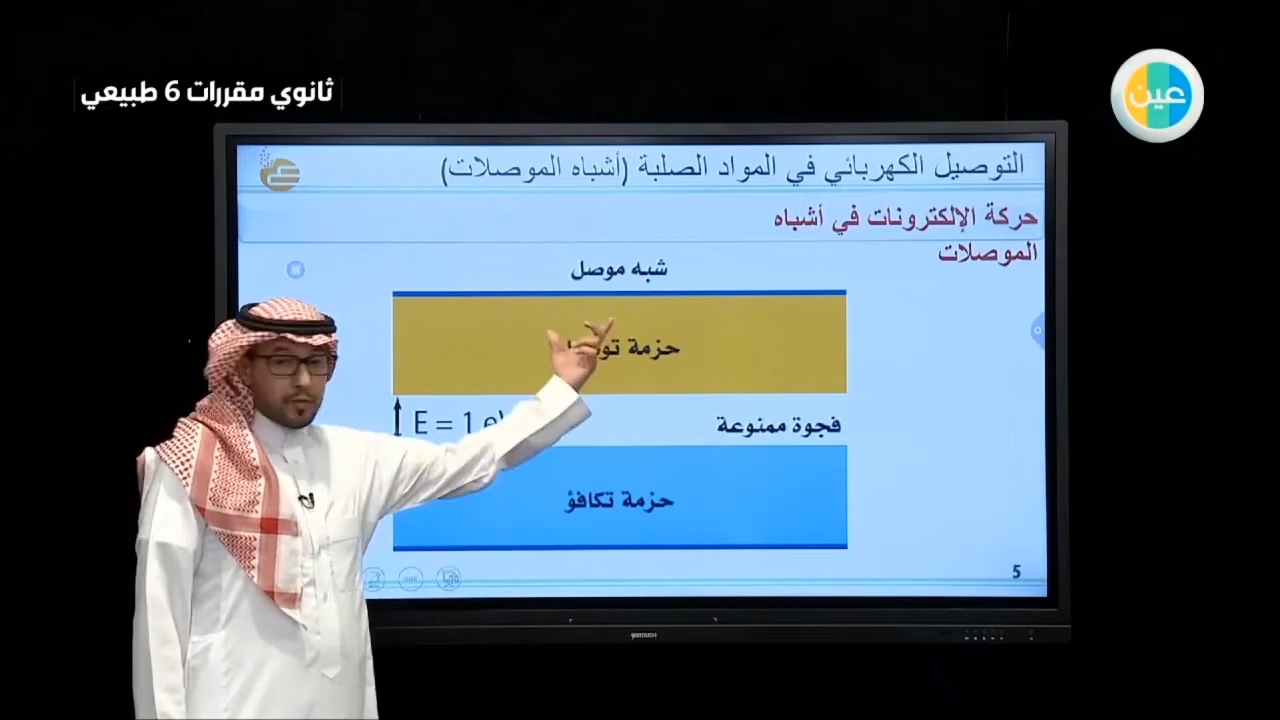 ثانوي مقررات 6 طبيعي
عين
التوصيل الكهربائي في المواد الصلبة (أشباه الموصلات)
حركة الإلكترونات في أشباه
الموصلات
شبه موصل
حزمة
E = 1
فجوة ممنوعة
حزمة تكافؤ
5